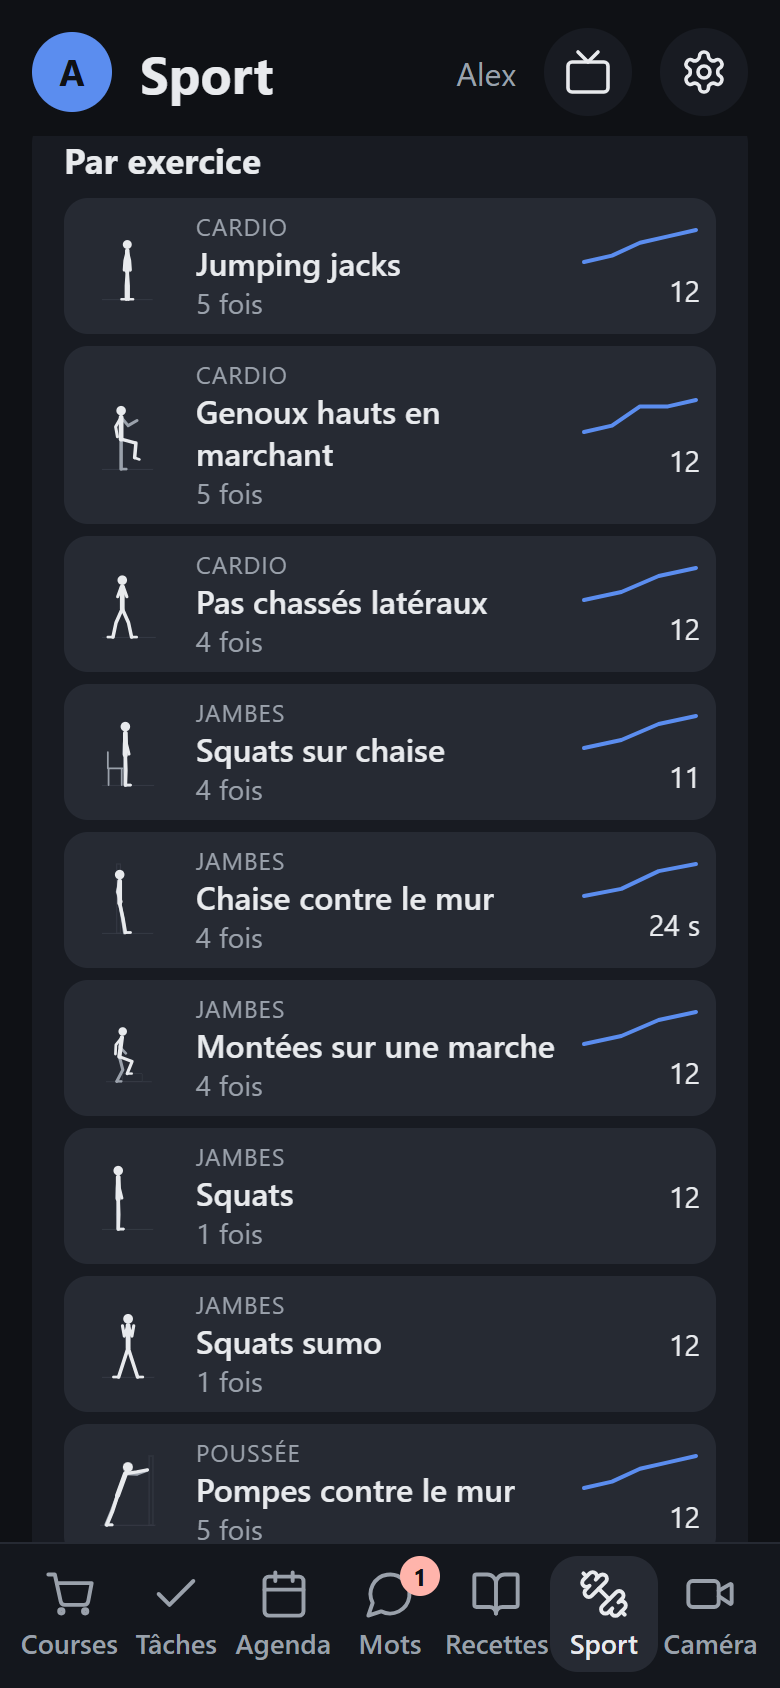 A
Sport
Alex
Par exercice
CARDIO
Jumping jacks
5 fois
12
CARDIO
Genoux hauts en
marchant
5 fois
12
CARDIO
Pas chassés latéraux
4 fois
12
JAMBES
Squats sur chaise
4 fois
11
JAMBES
Chaise contre le mur
4 fois
24 s
JAMBES
Montées sur une marche
4 fois
12
JAMBES
Squats
1 fois
12
JAMBES
Squats sumo
1 fois
12
POUSSÉE
Pompes contre le mur
5 fois
12
1
Courses
Tâches
Agenda
Mots
Recettes
Sport
Caméra